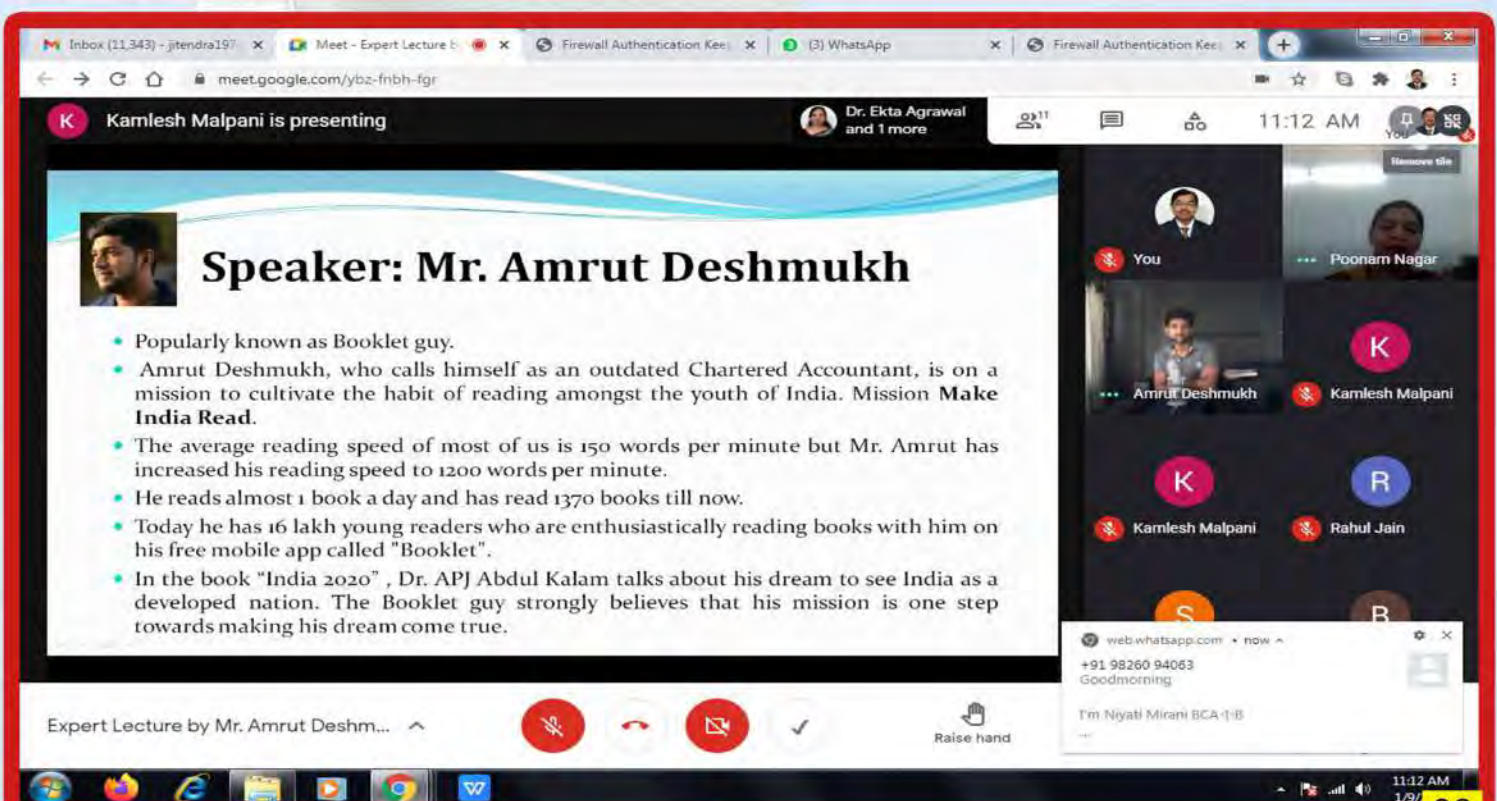 Inbox (11,343) - jitendra197
Meet - Expert Lecture b
Firewall Authentication Kee
(3) WhatsApp
Firewall Authentication Kee
meet.google.com/ybz-fnbh-fgr
K Kamlesh Malpani is presenting
Dr. Ekta Agrawal
and 1 more
11
11:12 AM
You
Remove tile
Speaker: Mr. Amrut Deshmukh
• Popularly known as Booklet guy.
• Amrut Deshmukh, who calls himself as an outdated Chartered Accountant, is on a
mission to cultivate the habit of reading amongst the youth of India. Mission Make
India Read.
• The average reading speed of most of us is 150 words per minute but Mr. Amrut has
increased his reading speed to 1200 words per minute.
• He reads almost 1 book a day and has read 1370 books till now.
• Today he has 16 lakh young readers who are enthusiastically reading books with him on
his free mobile app called "Booklet".
• In the book “India 2020” , Dr. APJ Abdul Kalam talks about his dream to see India as a
developed nation. The Booklet guy strongly believes that his mission is one step
towards making his dream come true.
You
Poonam Nagar
Amrut Deshmukh
K
Kamlesh Malpani
K
Kamlesh Malpani
R
Rahul Jain
S
B
web.whatsapp.com • now
+91 98260 94063
Goodmorning
I'm Niyati Mirani BCA-1-B
...
Expert Lecture by Mr. Amrut Deshm...
Raise hand
W
11:12 AM
1/9/